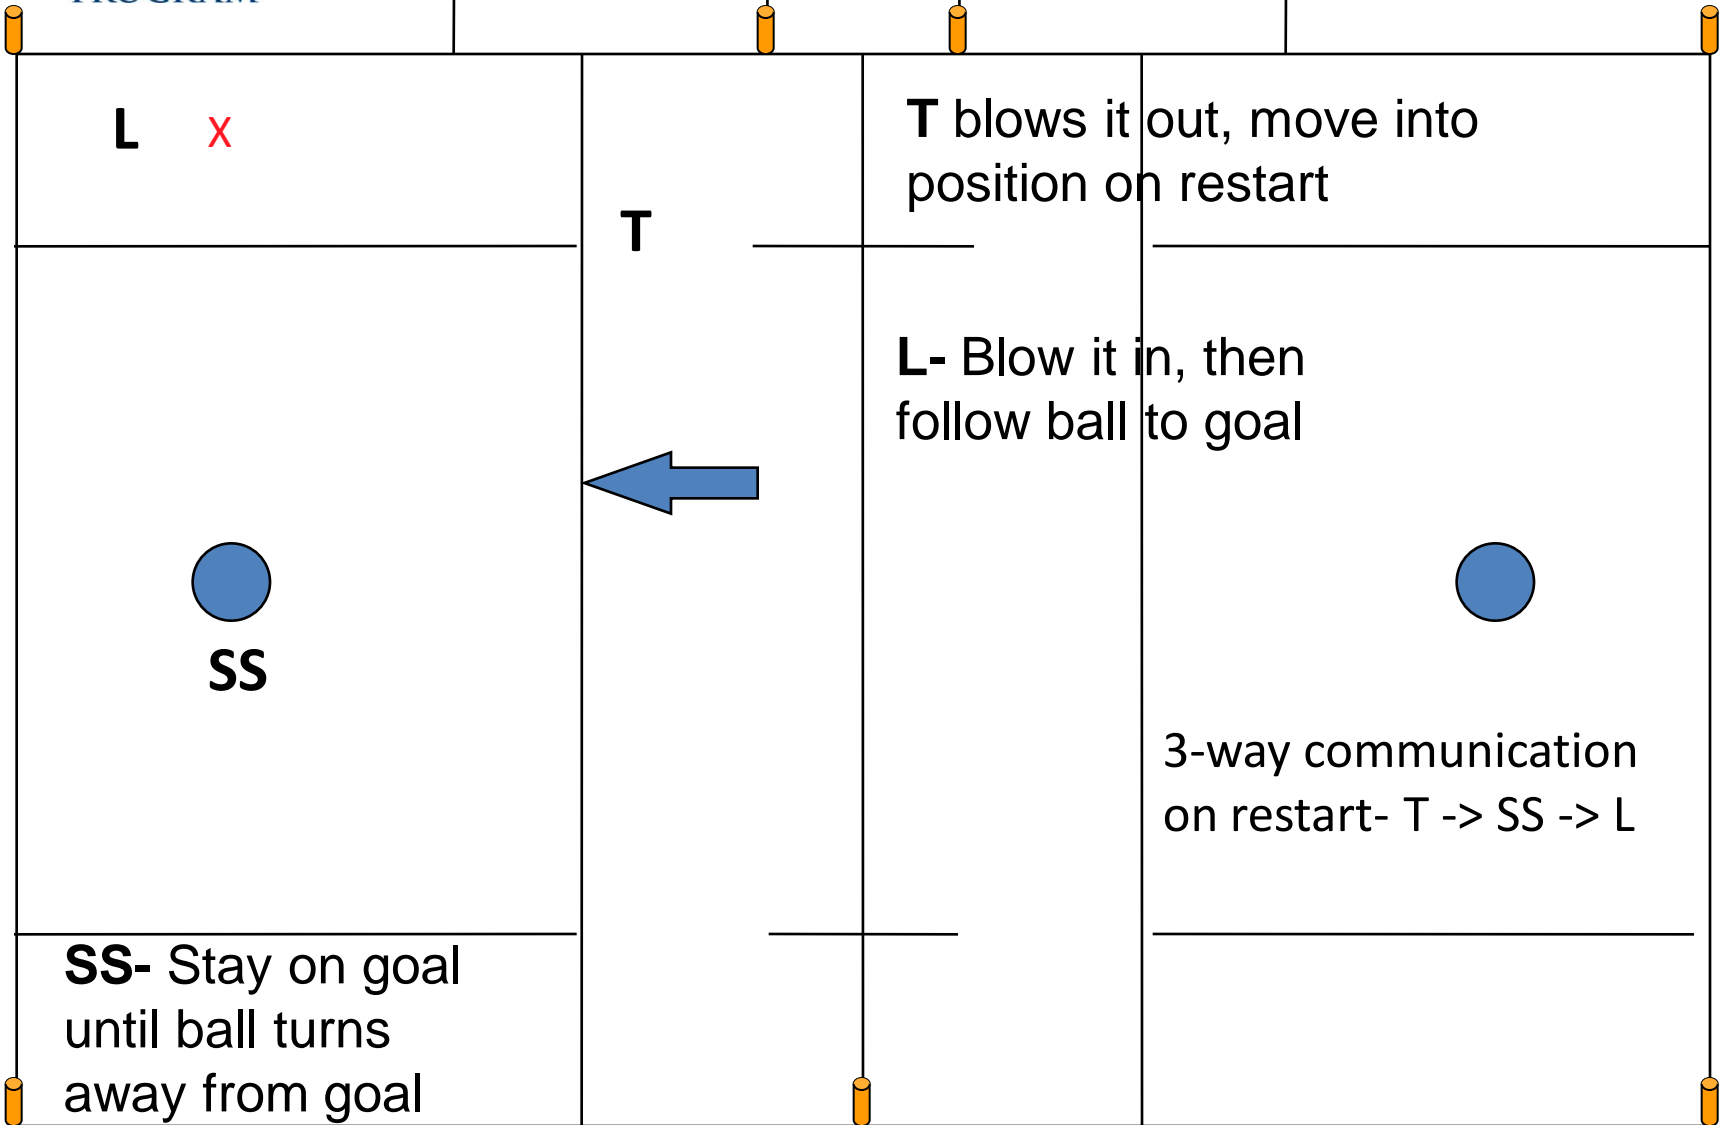 PROGRAM
L X
T blows it out, move into
position on restart
T
L- Blow it in, then
follow ball to goal
SS
3-way communication
on restart- T -> SS -> L
SS- Stay on goal
until ball turns
away from goal